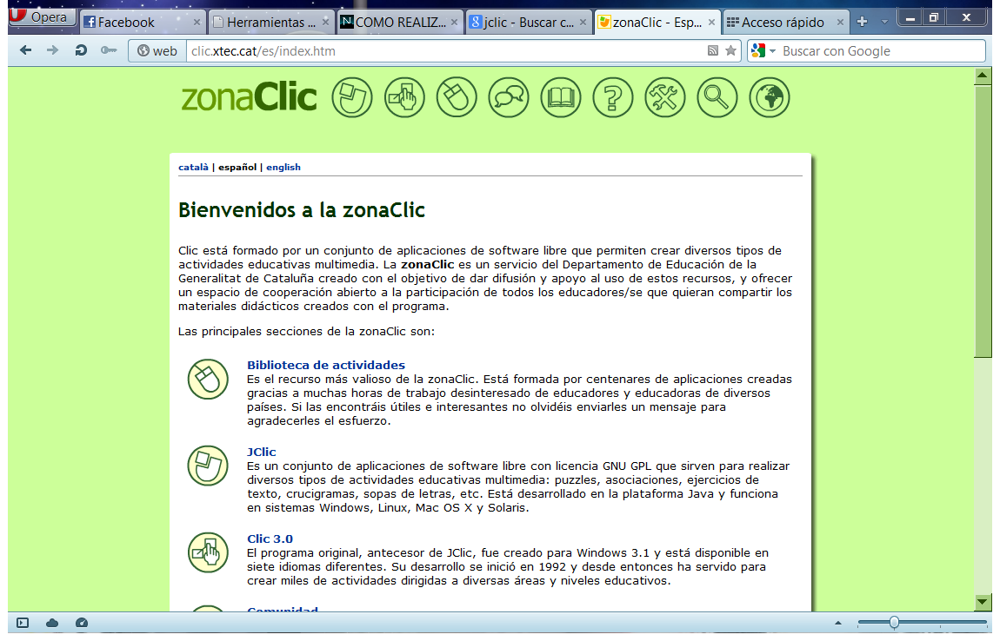 Opera
Facebook
Herramientas ...
COMO REALIZ...
jclic - Buscar c...
zonaClic - Esp...
Acceso rápido
web
clic.xtec.cat/es/index.htm
Buscar con Google
zonaClic
català | español | english
Bienvenidos a la zonaClic
Clic está formado por un conjunto de aplicaciones de software libre que permiten crear diversos tipos de
actividades educativas multimedia. La zonaClic es un servicio del Departamento de Educación de la
Generalitat de Cataluña creado con el objetivo de dar difusión y apoyo al uso de estos recursos, y ofrecer
un espacio de cooperación abierto a la participación de todos los educadores/se que quieran compartir los
materiales didácticos creados con el programa.
Las principales secciones de la zonaClic son:
Biblioteca de actividades
Es el recurso más valioso de la zonaClic. Está formada por centenares de aplicaciones creadas
gracias a muchas horas de trabajo desinteresado de educadores y educadoras de diversos
países. Si las encontráis útiles e interesantes no olvidéis enviarles un mensaje para
agradecerles el esfuerzo.
JClic
Es un conjunto de aplicaciones de software libre con licencia GNU GPL que sirven para realizar
diversos tipos de actividades educativas multimedia: puzzles, asociaciones, ejercicios de
texto, crucigramas, sopas de letras, etc. Está desarrollado en la plataforma Java y funciona
en sistemas Windows, Linux, Mac OS X y Solaris.
Clic 3.0
El programa original, antecesor de JClic, fue creado para Windows 3.1 y está disponible en
siete idiomas diferentes. Su desarrollo se inició en 1992 y desde entonces ha servido para
crear miles de actividades dirigidas a diversas áreas y niveles educativos.
Comunidad